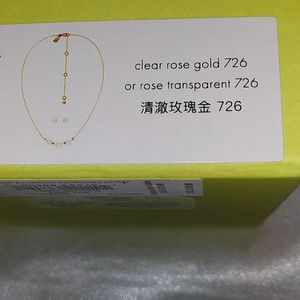 clear rose gold 726
or rose transparent 726
清澈玫瑰金 726